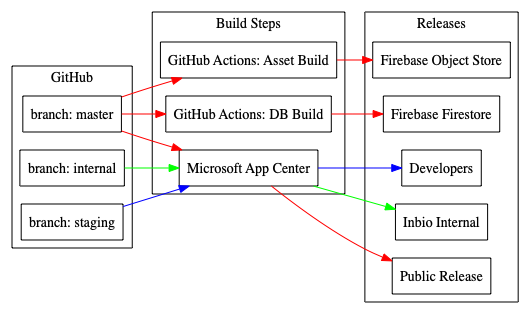 GitHub
branch: master
branch: internal
branch: staging
Build Steps
GitHub Actions: Asset Build
GitHub Actions: DB Build
Microsoft App Center
Releases
Firebase Object Store
Firebase Firestore
Developers
Inbio Internal
Public Release